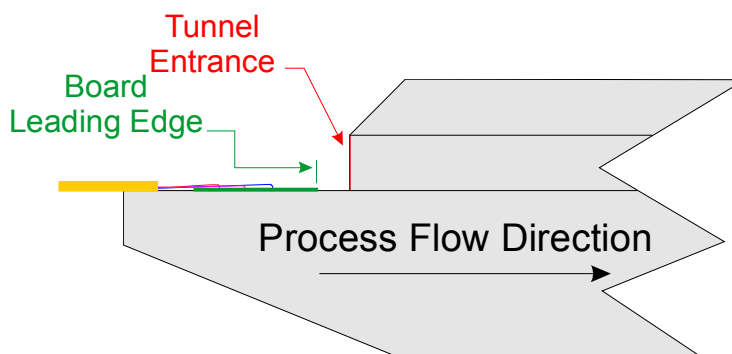 Tunnel
Entrance
Board
Leading Edge
Process Flow Direction